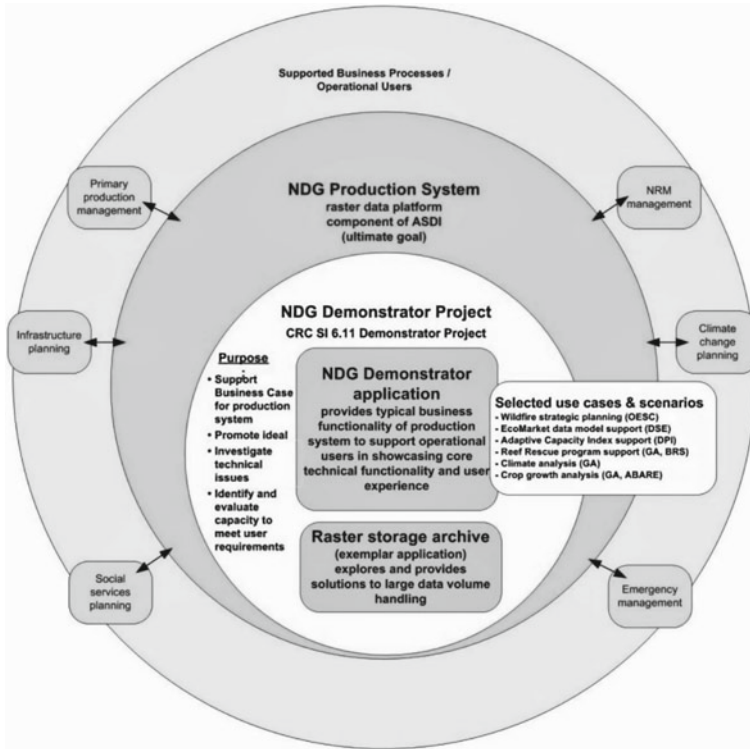 Supported Business Processes /
Operational Users
Primary
production
management
NRM
management
NDG Production System
raster data platform
component of ASDI
(ultimate goal)
Infrastructure
planning
Climate
change
planning
NDG Demonstrator Project
CRC SI 6.11 Demonstrator Project
Purpose
:
• Support
Business Case
for production
system
• Promote ideal
• Investigate
technical
issues
• Identify and
evaluate
capacity to
meet user
requirements
NDG Demonstrator
application
provides typical business
functionality of production
system to support operational
users in showcasing core
technical functionality and user
experience
Selected use cases & scenarios
- Wildfire strategic planning (OESC)
- EcoMarket data model support (DSE)
- Adaptive Capacity Index support (DPI)
- Reef Rescue program support (GA, BRS)
- Climate analysis (GA)
- Crop growth analysis (GA, ABARE)
Raster storage archive
(exemplar application)
explores and provides
solutions to large data volume
handling
Social
services
planning
Emergency
management